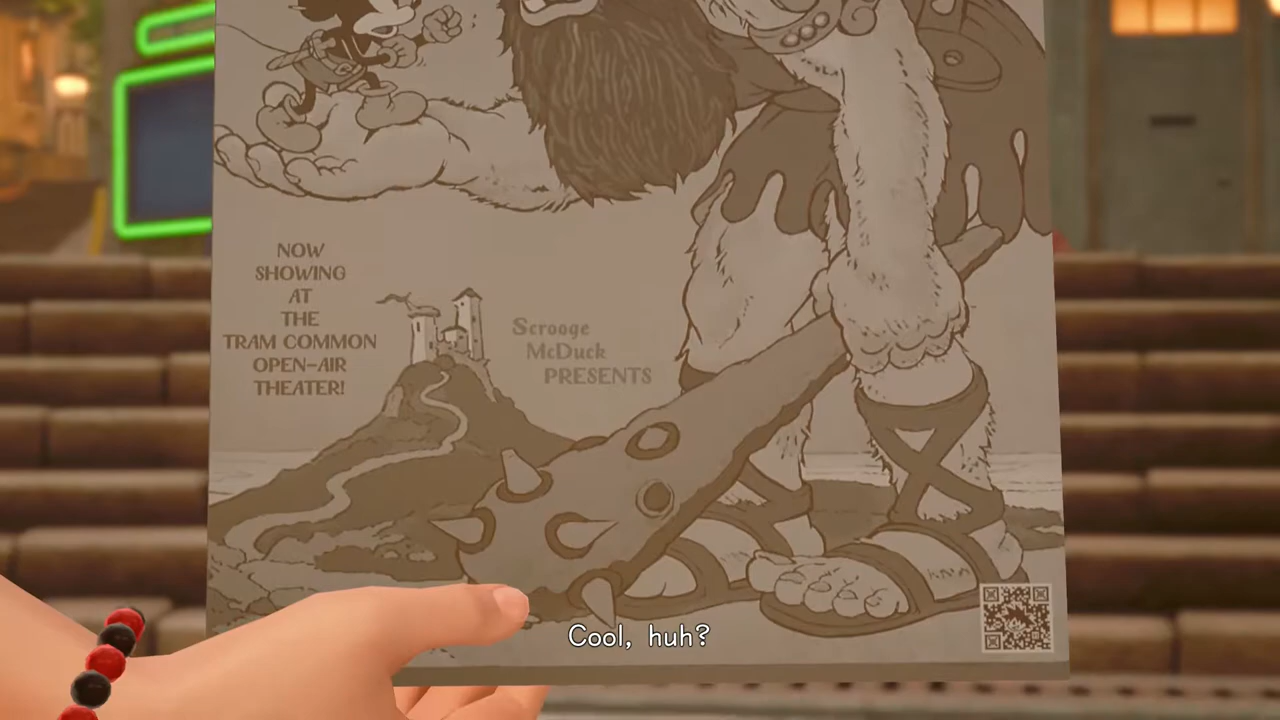 NOW
SHOWING
AT
THE
TRAM COMMON
OPEN-AIR
THEATER!
Scrooge
McDuck
PRESENTS
Cool, huh?